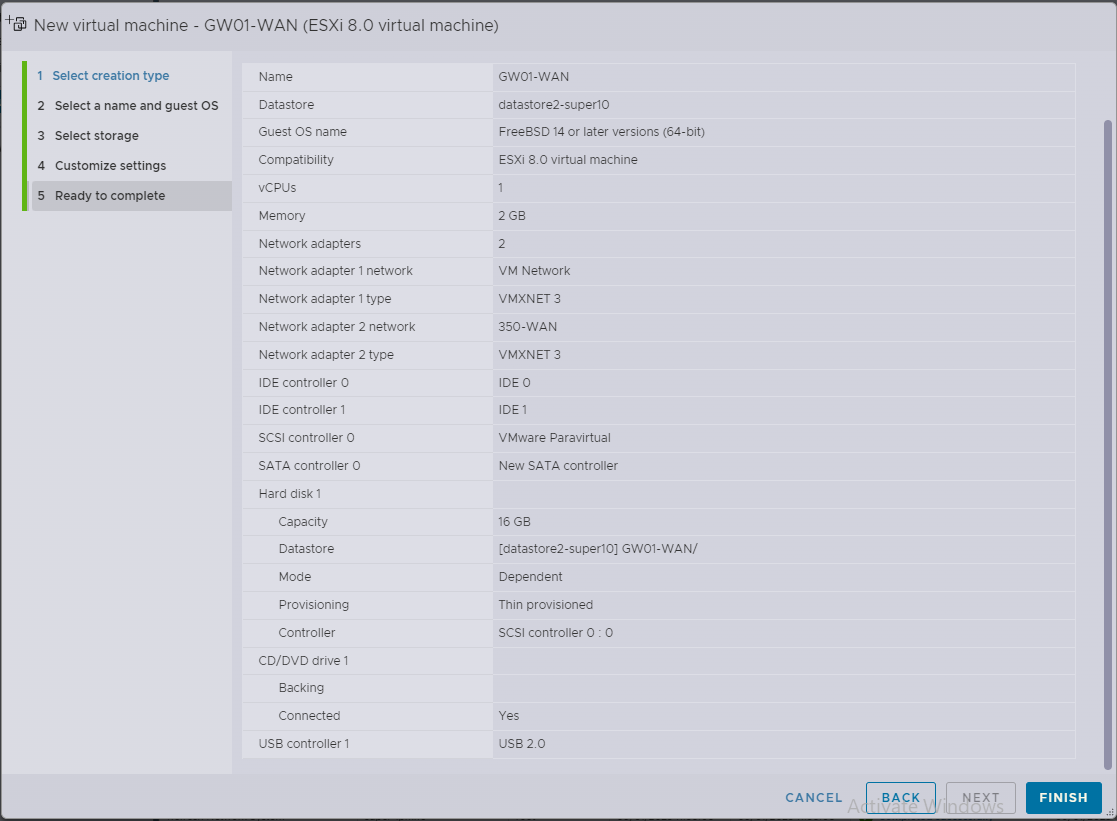 New virtual machine - GW01-WAN (ESXi 8.0 virtual machine)
1 Select creation type
2 Select a name and guest OS
3 Select storage
4 Customize settings
5 Ready to complete
Name GW01-WAN
Datastore datastore2-super10
Guest OS name FreeBSD 14 or later versions (64-bit)
Compatibility ESXi 8.0 virtual machine
vCPUs 1
Memory 2 GB
Network adapters 2
Network adapter 1 network VM Network
Network adapter 1 type VMXNET 3
Network adapter 2 network 350-WAN
Network adapter 2 type VMXNET 3
IDE controller 0 IDE 0
IDE controller 1 IDE 1
SCSI controller 0 VMware Paravirtual
SATA controller 0 New SATA controller
Hard disk 1
Capacity 16 GB
Datastore [datastore2-super10] GW01-WAN/
Mode Dependent
Provisioning Thin provisioned
Controller SCSI controller 0 : 0
CD/DVD drive 1
Backing
Connected Yes
USB controller 1 USB 2.0
CANCEL BACK NEXT FINISH
Activate Windows